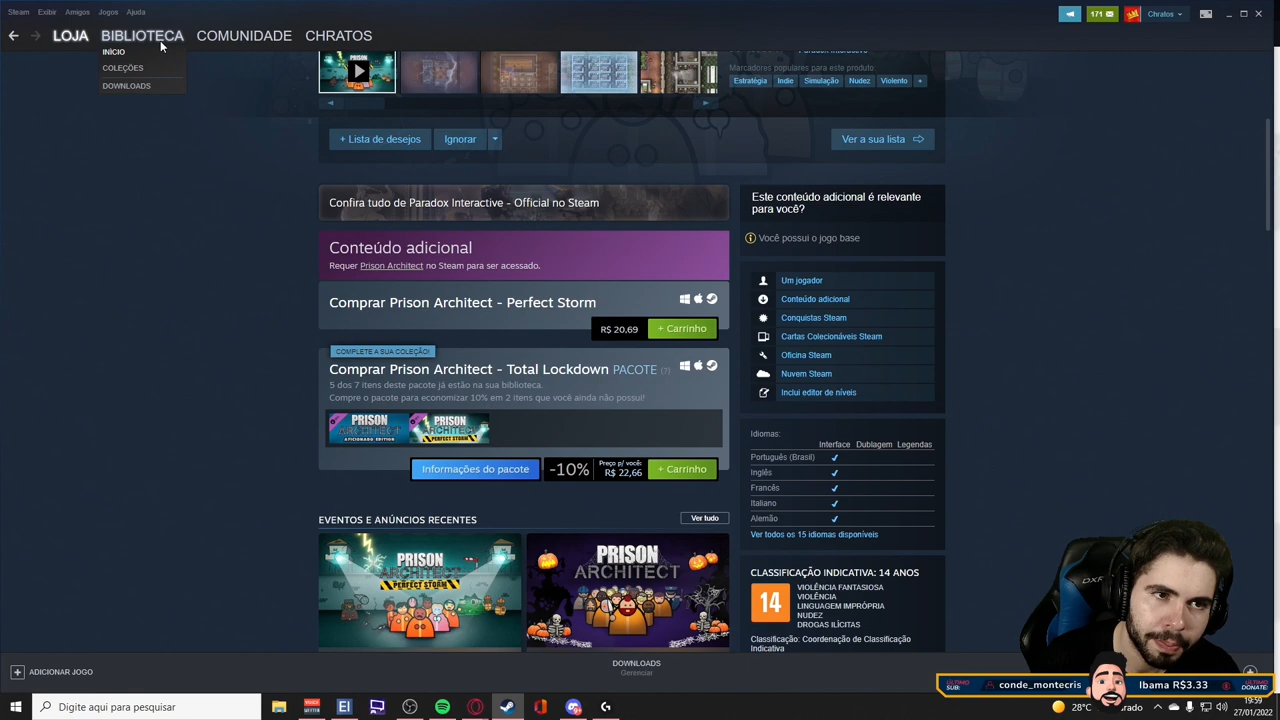 Steam Exibir Amigos Jogos Ajuda
171
Chratos
LOJA BIBLIOTECA COMUNIDADE CHRATOS
INÍCIO
COLEÇÕES
DOWNLOADS
PRISON
Marcadores populares para este produto:
Estratégia Indie Simulação Nudez Violento +
+ Lista de desejos Ignorar
Ver a sua lista
Confira tudo de Paradox Interactive - Official no Steam
Conteúdo adicional
Requer Prison Architect no Steam para ser acessado.
Comprar Prison Architect - Perfect Storm
R$ 20,69 + Carrinho
COMPLETE A SUA COLEÇÃO!
Comprar Prison Architect - Total Lockdown PACOTE (?)
5 dos 7 itens deste pacote já estão na sua biblioteca.
Compre o pacote para economizar 10% em 2 itens que você ainda não possui!
PRISON
ARCHITECT
AFICIONADO EDITION
PRISON
ARCHITECT
PERFECT STORM
Informações do pacote -10% Preço p/ você:
R$ 22,66 + Carrinho
EVENTOS E ANÚNCIOS RECENTES Ver tudo
PRISON
ARCHITECT
PERFECT STORM
PRISON
ARCHITECT
Este conteúdo adicional é relevante
para você?
Você possui o jogo base
Um jogador
Conteúdo adicional
Conquistas Steam
Cartas Colecionáveis Steam
Oficina Steam
Nuvem Steam
Inclui editor de níveis
Idiomas:
Interface Dublagem Legendas
Português (Brasil) ✔
Inglês ✔
Francês ✔
Italiano ✔
Alemão ✔
Ver todos os 15 idiomas disponíveis
CLASSIFICAÇÃO INDICATIVA: 14 ANOS
14
VIOLÊNCIA FANTASIOSA
VIOLÊNCIA
LINGUAGEM IMPRÓPRIA
NUDEZ
DROGAS ILÍCITAS
Classificação: Coordenação de Classificação
Indicativa
+ ADICIONAR JOGO
DOWNLOADS
Gerenciar
ÚLTIMO
SUB:
conde_montecris
Ibama R$3.33
ÚLTIMO
DONATE:
Digite aqui para pesquisar
EI
28°C
19:59
27/01/2022